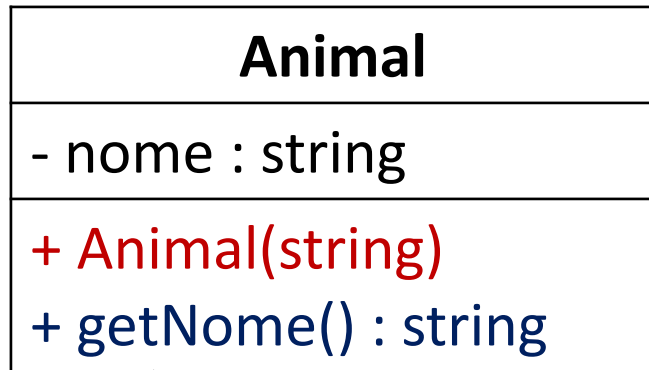 Animal
- nome : string
+ Animal(string)
+ getNome() : string